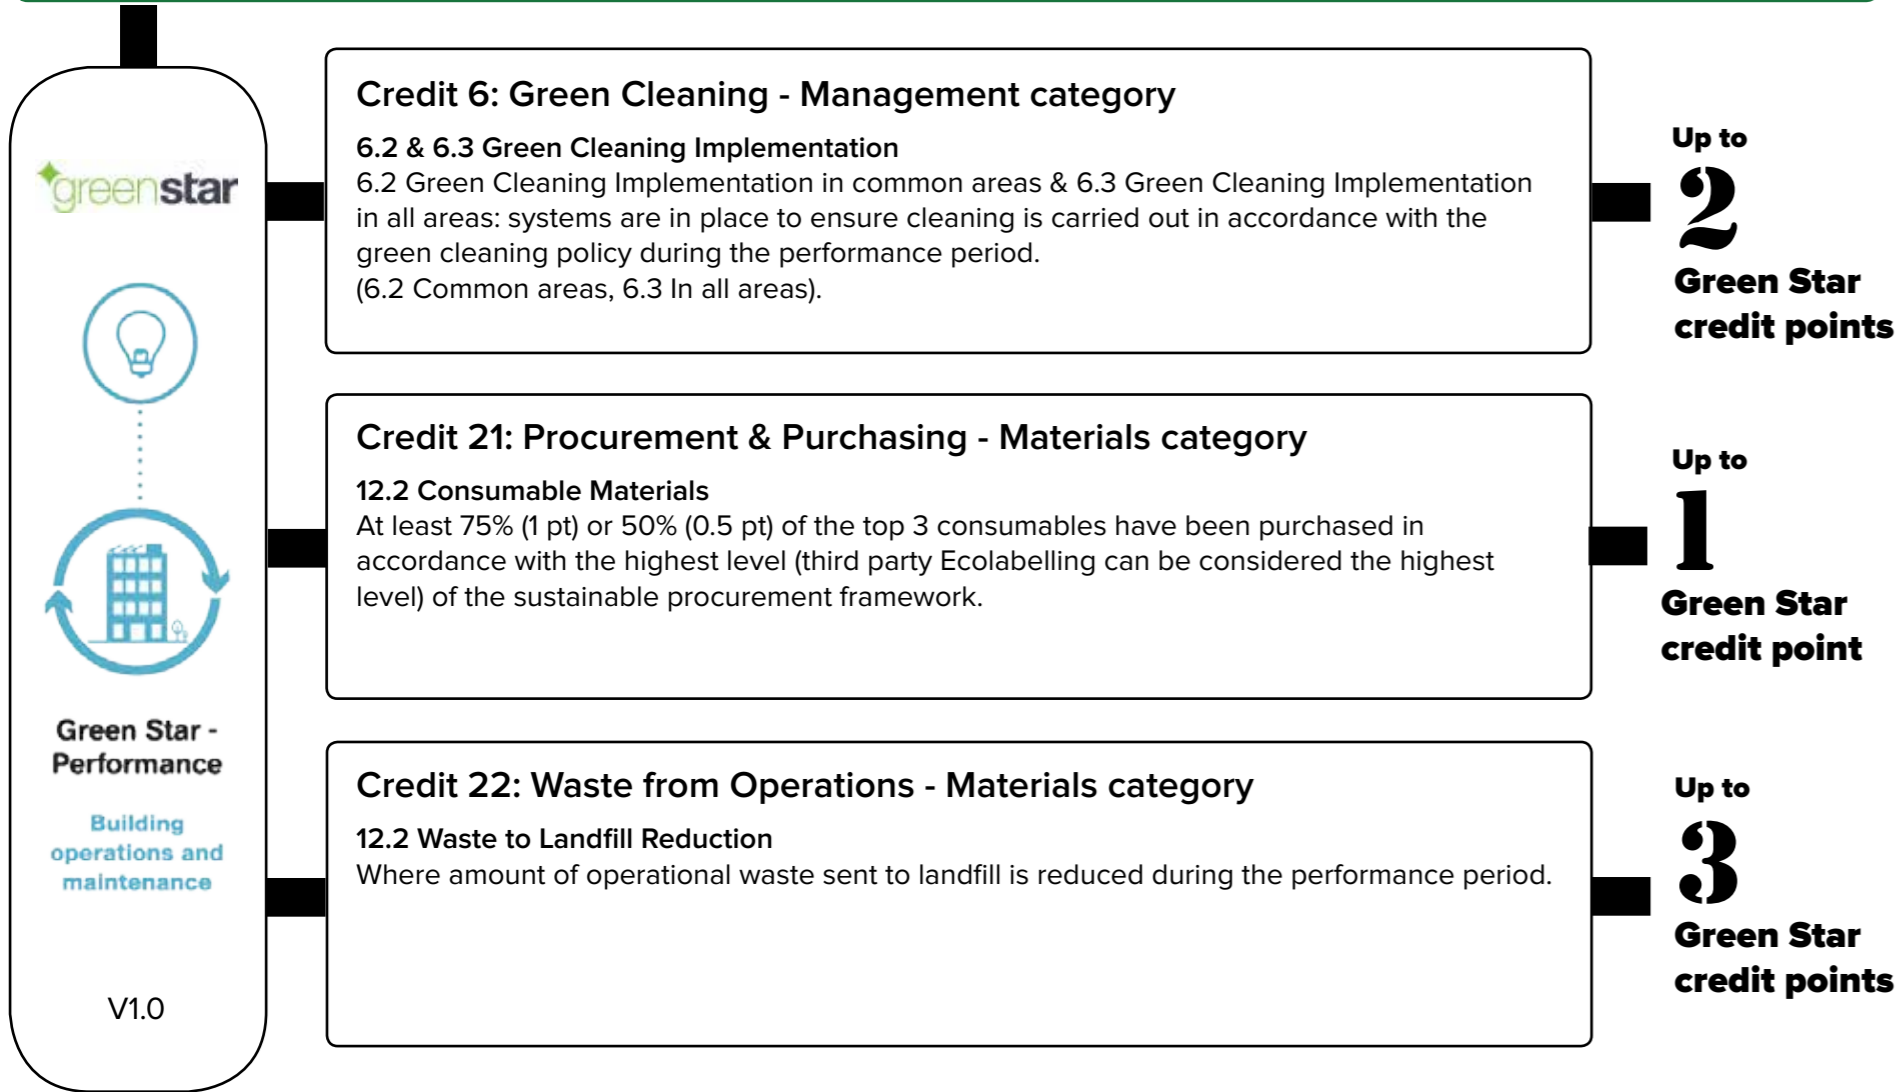 greenstar
Green Star -
Performance
Building
operations and
maintenance
V1.0
Credit 6: Green Cleaning - Management category
6.2 & 6.3 Green Cleaning Implementation
6.2 Green Cleaning Implementation in common areas & 6.3 Green Cleaning Implementation
in all areas: systems are in place to ensure cleaning is carried out in accordance with the
green cleaning policy during the performance period.
(6.2 Common areas, 6.3 In all areas).
Up to
2
Green Star
credit points
Credit 21: Procurement & Purchasing - Materials category
12.2 Consumable Materials
At least 75% (1 pt) or 50% (0.5 pt) of the top 3 consumables have been purchased in
accordance with the highest level (third party Ecolabelling can be considered the highest
level) of the sustainable procurement framework.
Up to
1
Green Star
credit point
Credit 22: Waste from Operations - Materials category
12.2 Waste to Landfill Reduction
Where amount of operational waste sent to landfill is reduced during the performance period.
Up to
3
Green Star
credit points